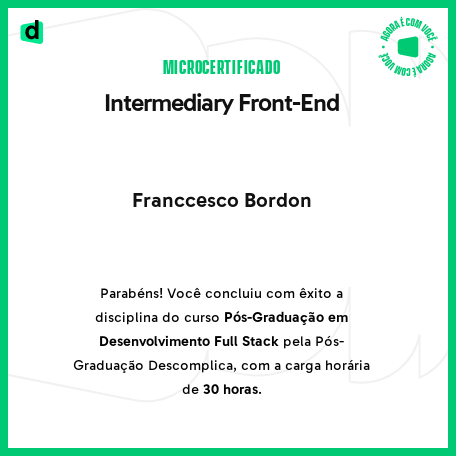 d
AGORA É COM VOCÊ • AGORA É COM VOCÊ •
MICROCERTIFICADO
Intermediary Front-End
Franccesco Bordon
Parabéns! Você concluiu com êxito a
disciplina do curso Pós-Graduação em
Desenvolvimento Full Stack pela Pós-
Graduação Descomplica, com a carga horária
de 30 horas.